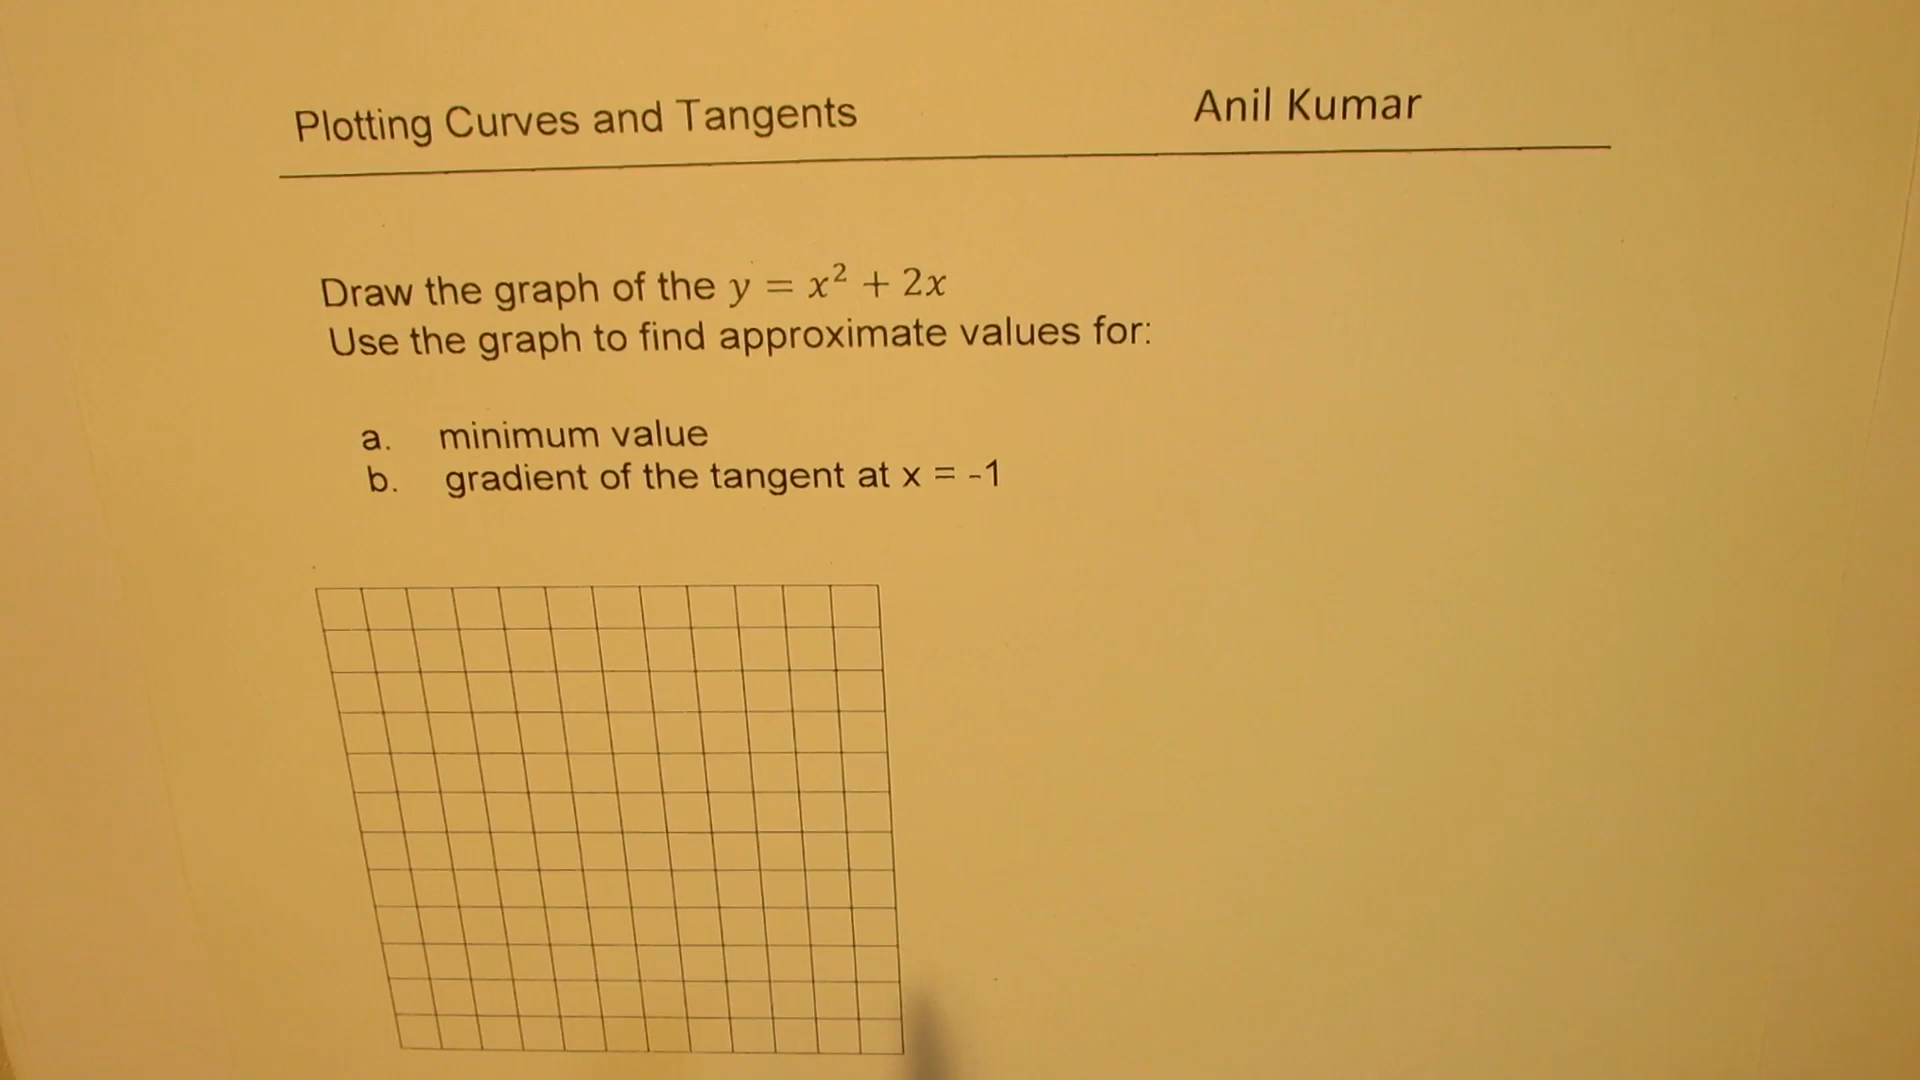 Plotting Curves and Tangents Anil Kumar
Draw the graph of the y = x² + 2x
Use the graph to find approximate values for:
a. minimum value
b. gradient of the tangent at x = -1